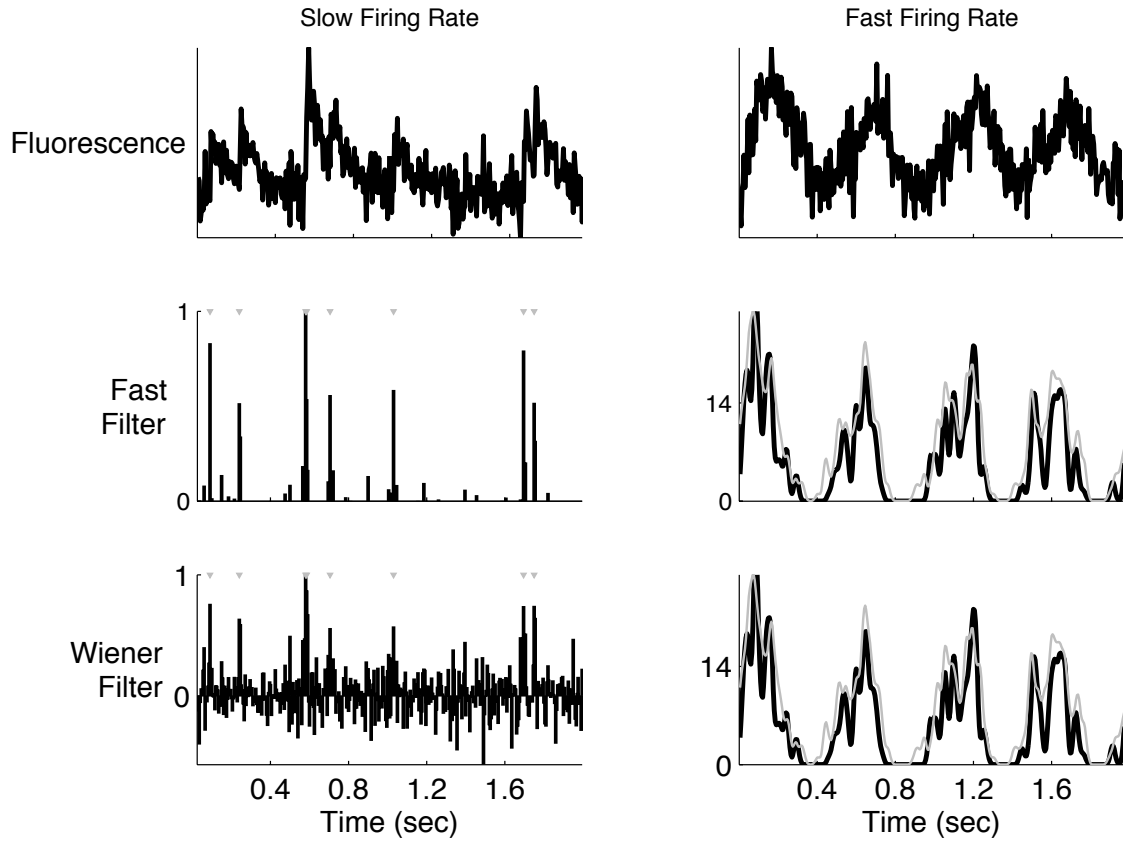 Slow Firing Rate
Fast Firing Rate
Fluorescence
1
Fast
Filter
0
14
0
1
Wiener
Filter
0
14
0
0.4 0.8 1.2 1.6
Time (sec)
0.4 0.8 1.2 1.6
Time (sec)